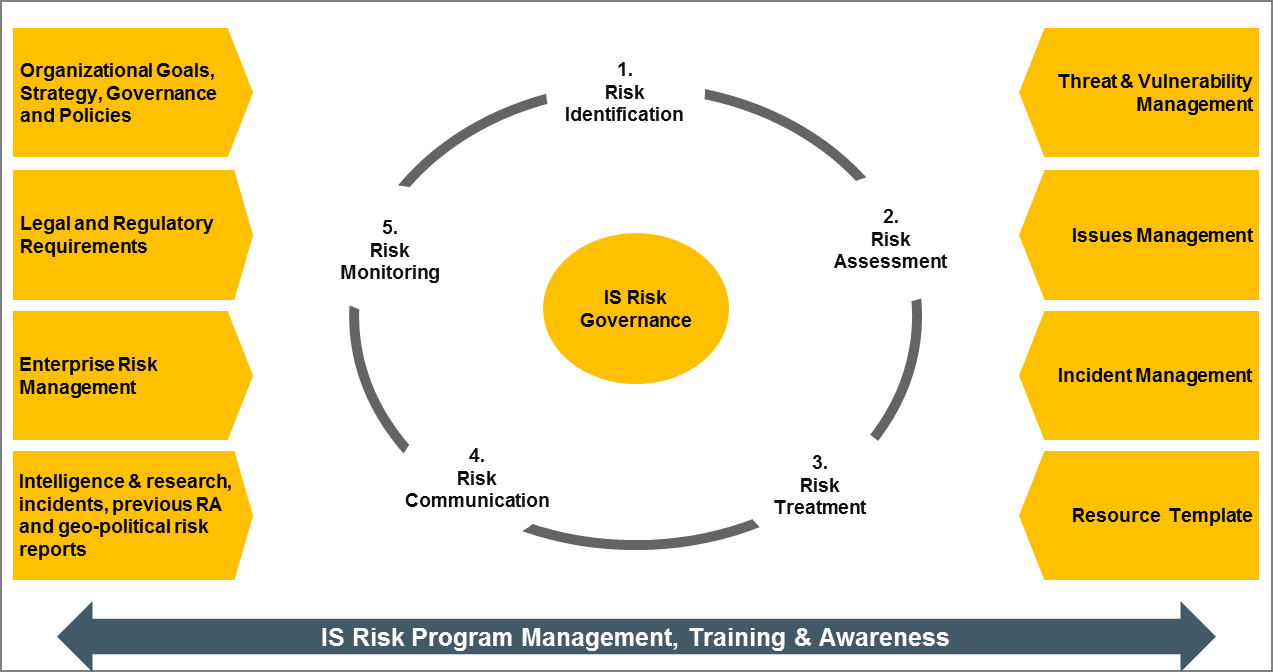 Organizational Goals,
Strategy, Governance
and Policies
Legal and Regulatory
Requirements
Enterprise Risk
Management
Intelligence & research,
incidents, previous RA
and geo-political risk
reports
1.
Risk
Identification
2.
Risk
Assessment
3.
Risk
Treatment
4.
Risk
Communication
5.
Risk
Monitoring
IS Risk
Governance
Threat & Vulnerability
Management
Issues Management
Incident Management
Resource Template
IS Risk Program Management, Training & Awareness